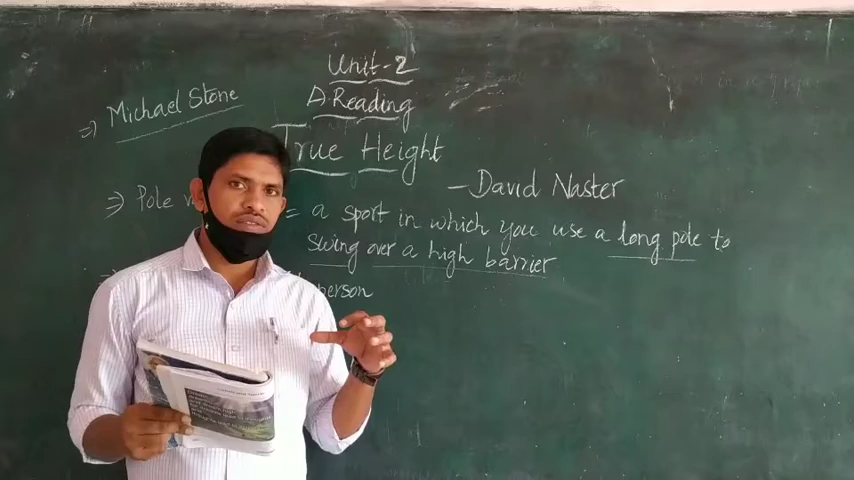 Unit-2
A Reading
⇒ Michael Stone
True Height
- David Naster
⇒ Pole = a sport in which you use a long pole to
swing over a high barrier
person